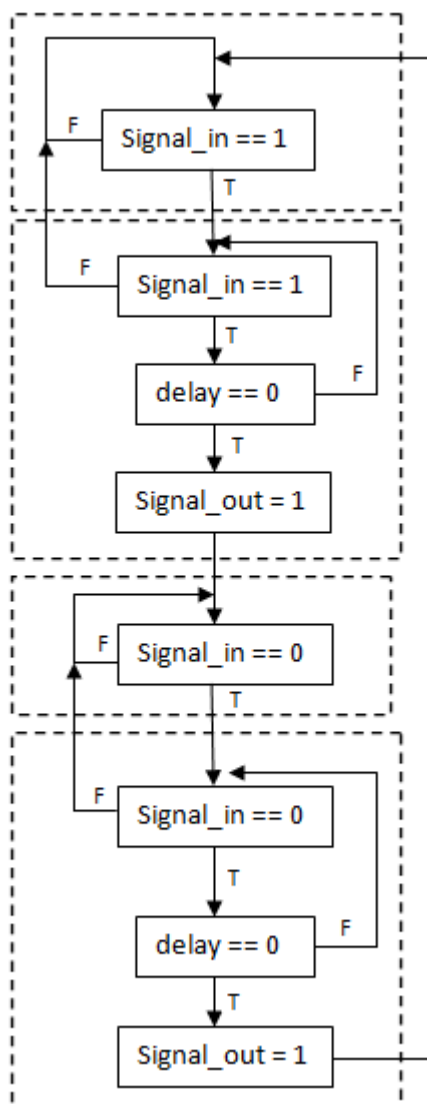 F
Signal_in == 1
T
F
Signal_in == 1
T
delay == 0
F
T
Signal_out = 1
F
Signal_in == 0
T
F
Signal_in == 0
T
delay == 0
F
T
Signal_out = 1